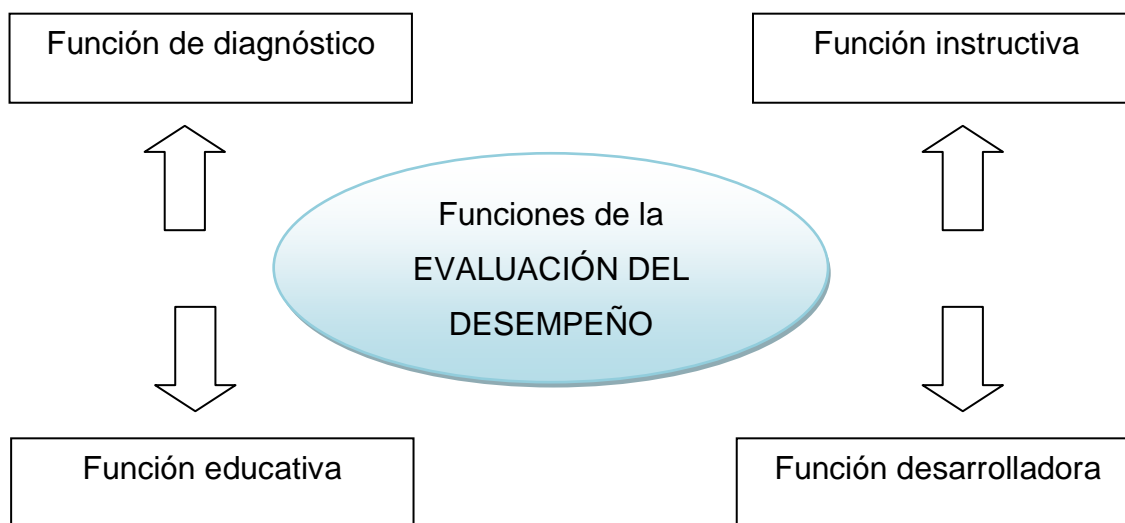 Función de diagnóstico
Función instructiva
Funciones de la
EVALUACIÓN DEL
DESEMPEÑO
Función educativa
Función desarrolladora